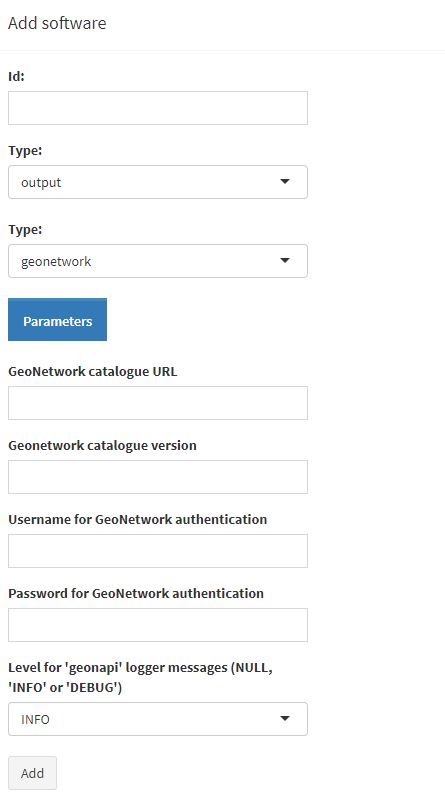 Add software
Id:
Type:
output
Type:
geonetwork
Parameters
GeoNetwork catalogue URL
Geonetwork catalogue version
Username for GeoNetwork authentication
Password for GeoNetwork authentication
Level for 'geonapi' logger messages (NULL,
'INFO' or 'DEBUG')
INFO
Add